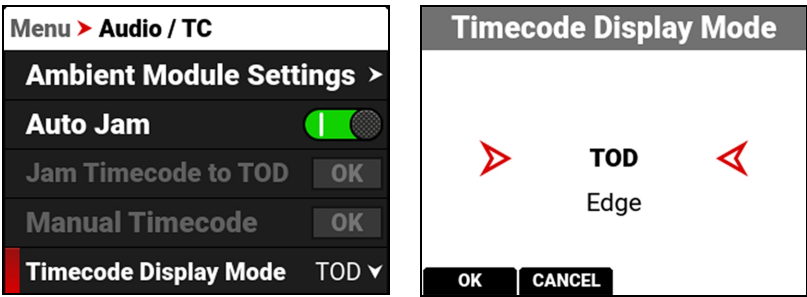 Menu > Audio / TC
Ambient Module Settings >
Auto Jam
Jam Timecode to TOD OK
Manual Timecode OK
Timecode Display Mode TOD
Timecode Display Mode
TOD
Edge
OK CANCEL